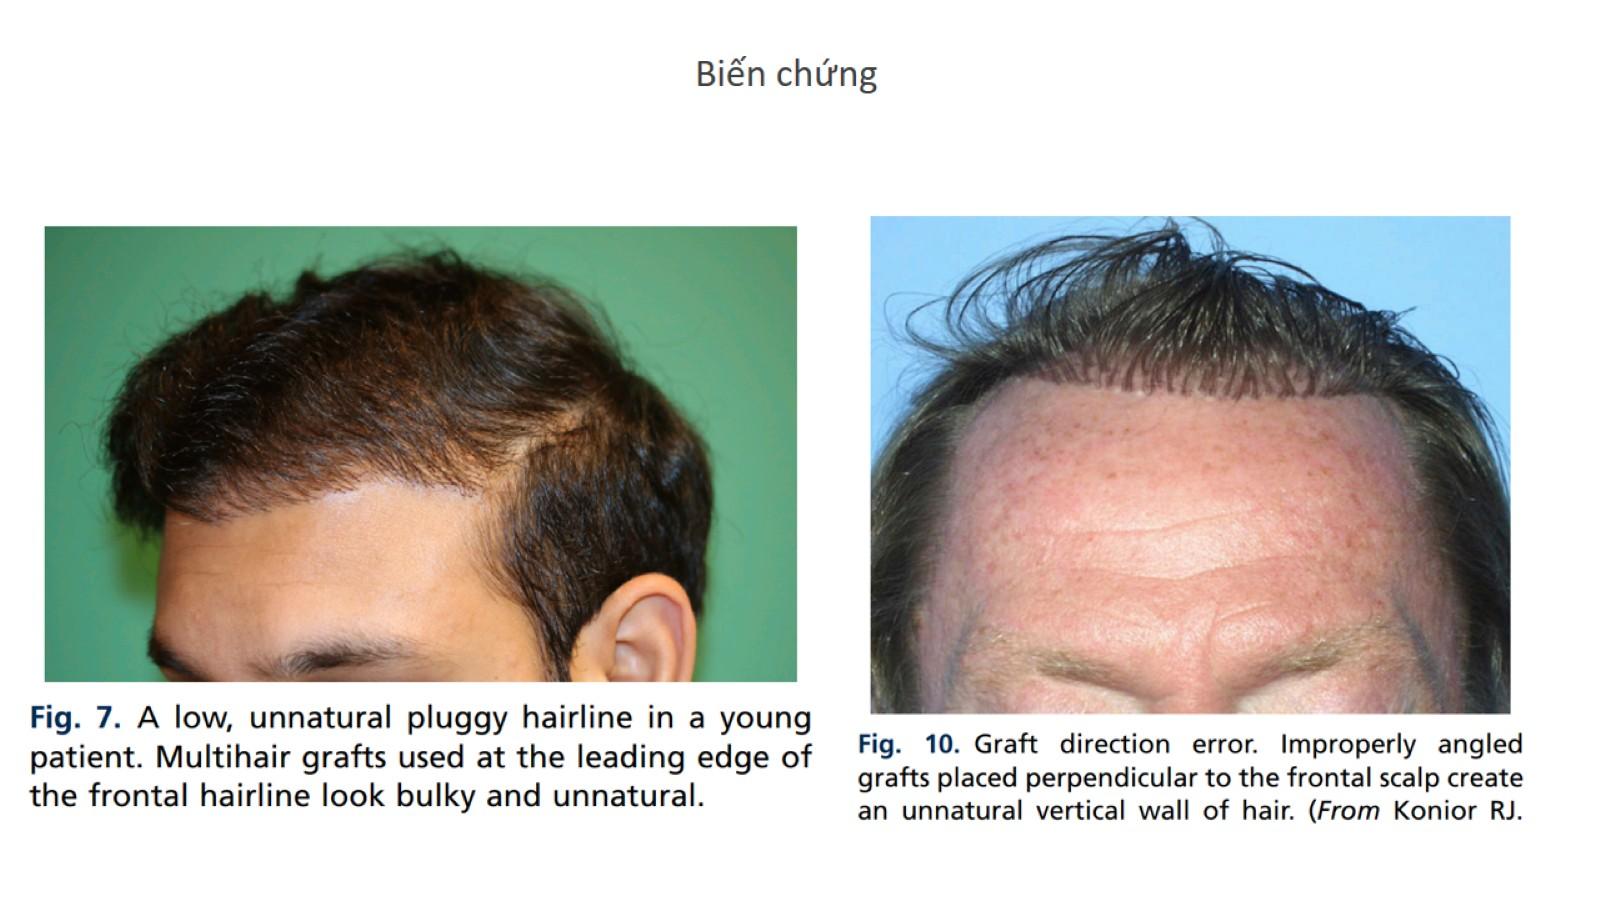 Biến chứng
Fig. 7. A low, unnatural pluggy hairline in a young
patient. Multihair grafts used at the leading edge of
the frontal hairline look bulky and unnatural.
Fig. 10. Graft direction error. Improperly angled
grafts placed perpendicular to the frontal scalp create
an unnatural vertical wall of hair. (From Konior RJ.